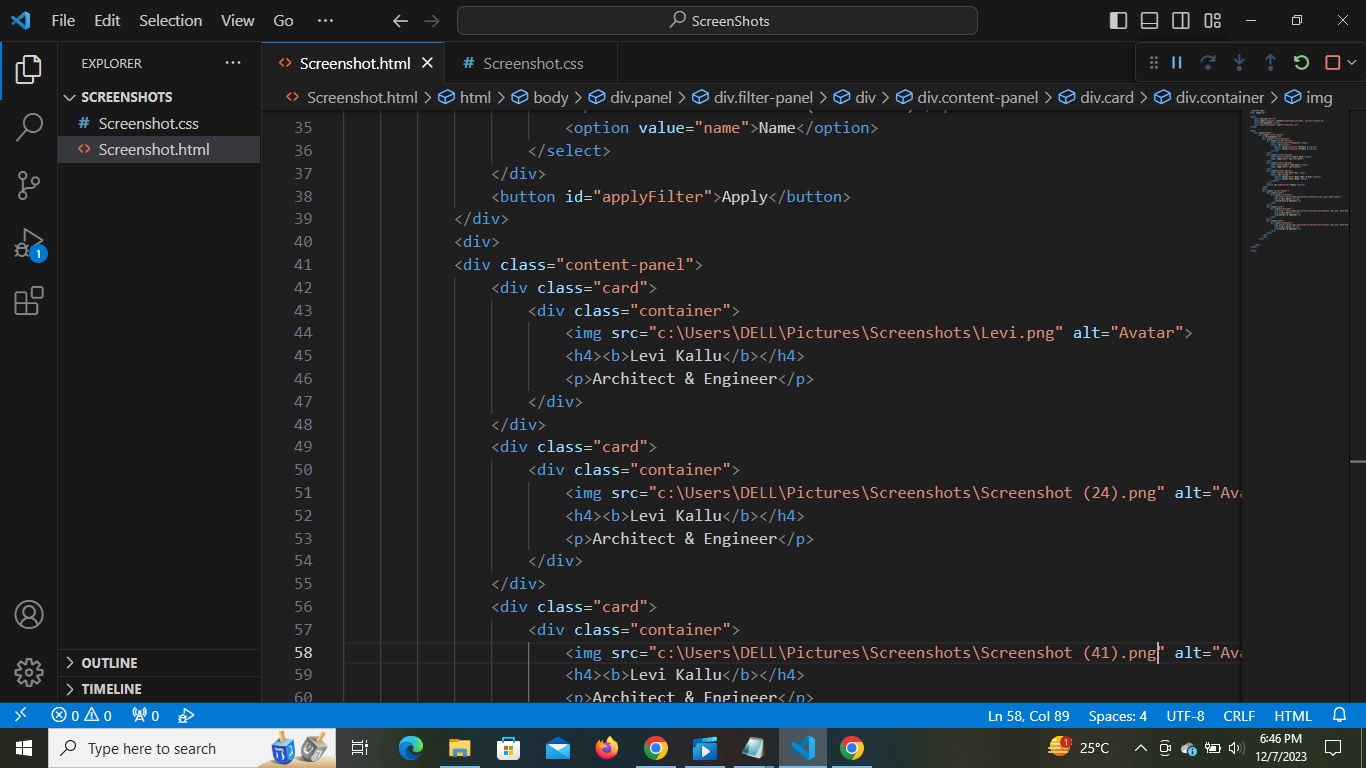 File Edit Selection View Go ··· ScreenShots
EXPLORER ···
SCREENSHOTS
Screenshot.css
Screenshot.html
Screenshot.html Screenshot.css
Screenshot.html > html > body > div.panel > div.filter-panel > div > div.content-panel > div.card > div.container > img
35 <option value="name">Name</option>
36 </select>
37 </div>
38 <button id="applyFilter">Apply</button>
39 </div>
40 <div>
41 <div class="content-panel">
42 <div class="card">
43 <div class="container">
44 <img src="c:\Users\DELL\Pictures\Screenshots\Levi.png" alt="Avatar">
45 <h4><b>Levi Kallu</b></h4>
46 <p>Architect & Engineer</p>
47 </div>
48 </div>
49 <div class="card">
50 <div class="container">
51 <img src="c:\Users\DELL\Pictures\Screenshots\Screenshot (24).png" alt="Ava
52 <h4><b>Levi Kallu</b></h4>
53 <p>Architect & Engineer</p>
54 </div>
55 </div>
56 <div class="card">
57 <div class="container">
58 <img src="c:\Users\DELL\Pictures\Screenshots\Screenshot (41).png" alt="Ava
59 <h4><b>Levi Kallu</b></h4>
60 <p>Architect & Engineer</p>
1
OUTLINE
TIMELINE
0 0 0 Ln 58, Col 89 Spaces: 4 UTF-8 CRLF HTML
Type here to search 1 25°C 6:46 PM
12/7/2023